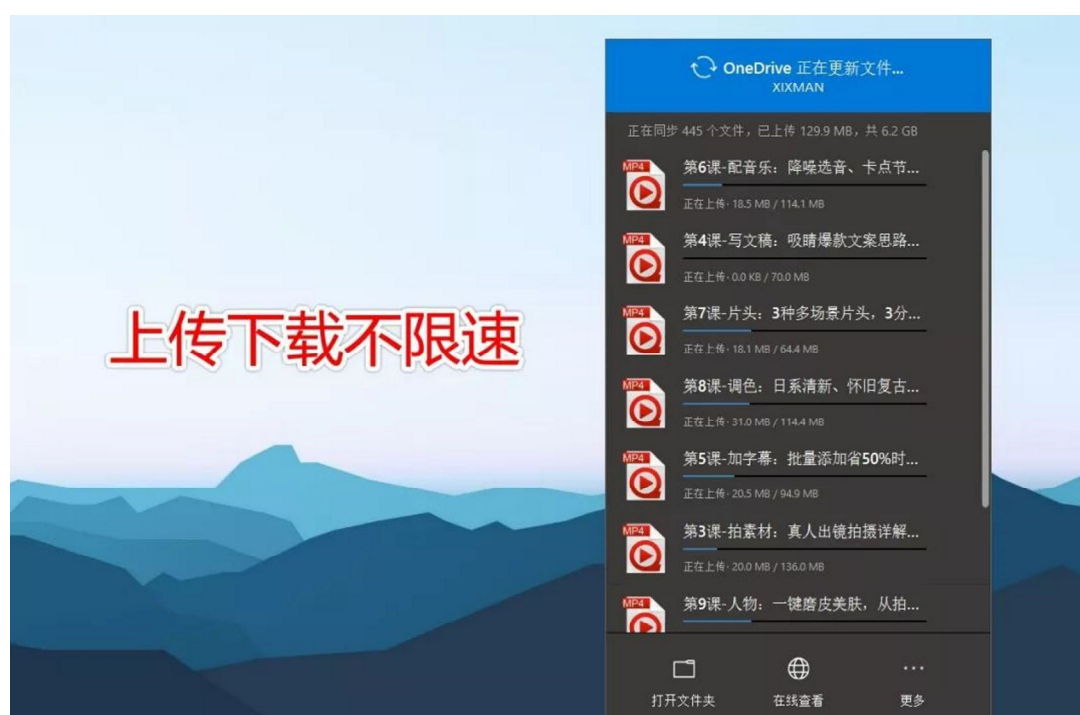 上传下载不限速
OneDrive 正在更新文件...
XIXMAN
正在同步 445 个文件，已上传 129.9 MB，共 6.2 GB
MP4
第6课-配音乐：降噪选音、卡点节...
正在上传· 18.5 MB / 114.1 MB
MP4
第4课-写文稿：吸睛爆款文案思路...
正在上传· 0.0 KB / 70.0 MB
MP4
第7课-片头：3种多场景片头，3分...
正在上传· 18.1 MB / 64.4 MB
MP4
第8课-调色：日系清新、怀旧复古...
正在上传· 31.0 MB / 114.4 MB
MP4
第5课-加字幕：批量添加省50%时...
正在上传· 20.5 MB / 94.9 MB
MP4
第3课-拍素材：真人出镜拍摄详解...
正在上传· 20.0 MB / 136.0 MB
MP4
第9课-人物：一键磨皮美肤，从拍...
打开文件夹
在线查看
更多